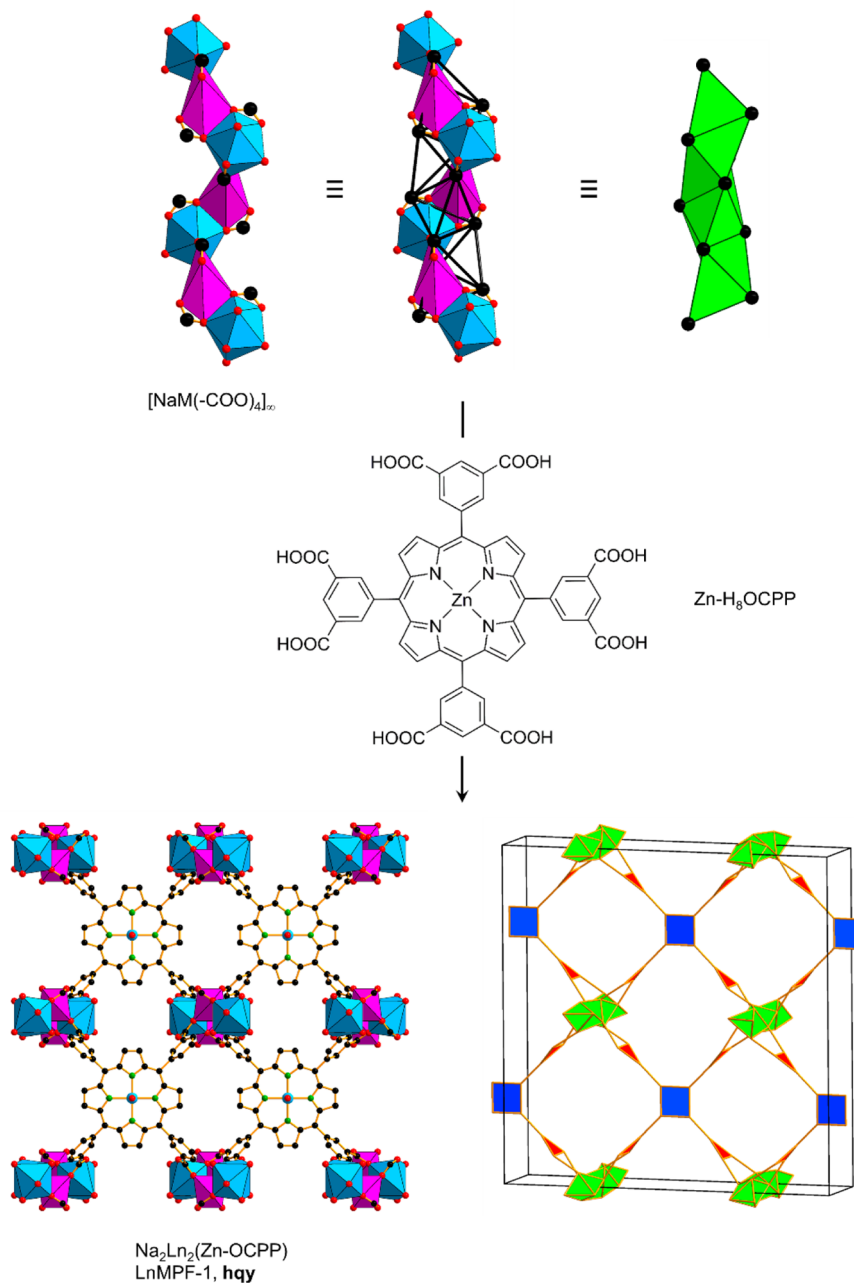 ≡ ≡
[NaM(-COO)₄]∞
HOOC COOH
HOOC COOH
N N
Zn
N N
HOOC COOH
HOOC COOH
Zn-H₈OCPP
Na₂Ln₂(Zn-OCPP)
LnMPF-1, hqy